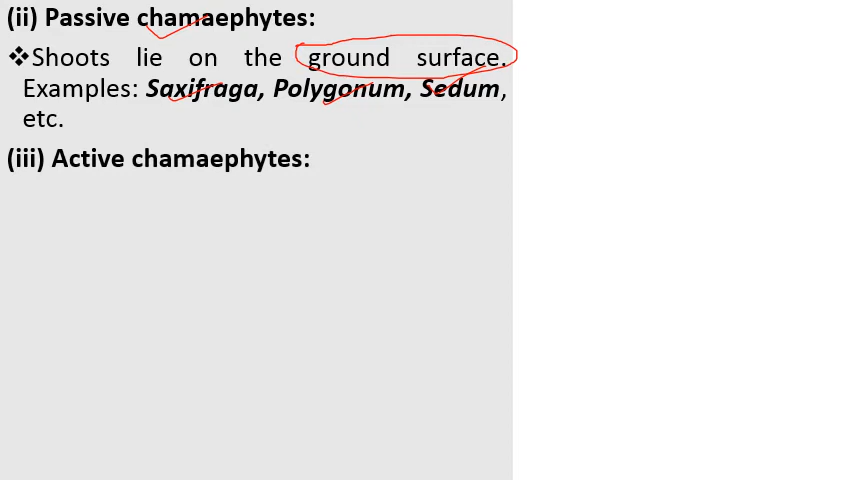 (ii) Passive chamaephytes:
❖Shoots lie on the ground surface.
Examples: Saxifraga, Polygonum, Sedum,
etc.
(iii) Active chamaephytes: